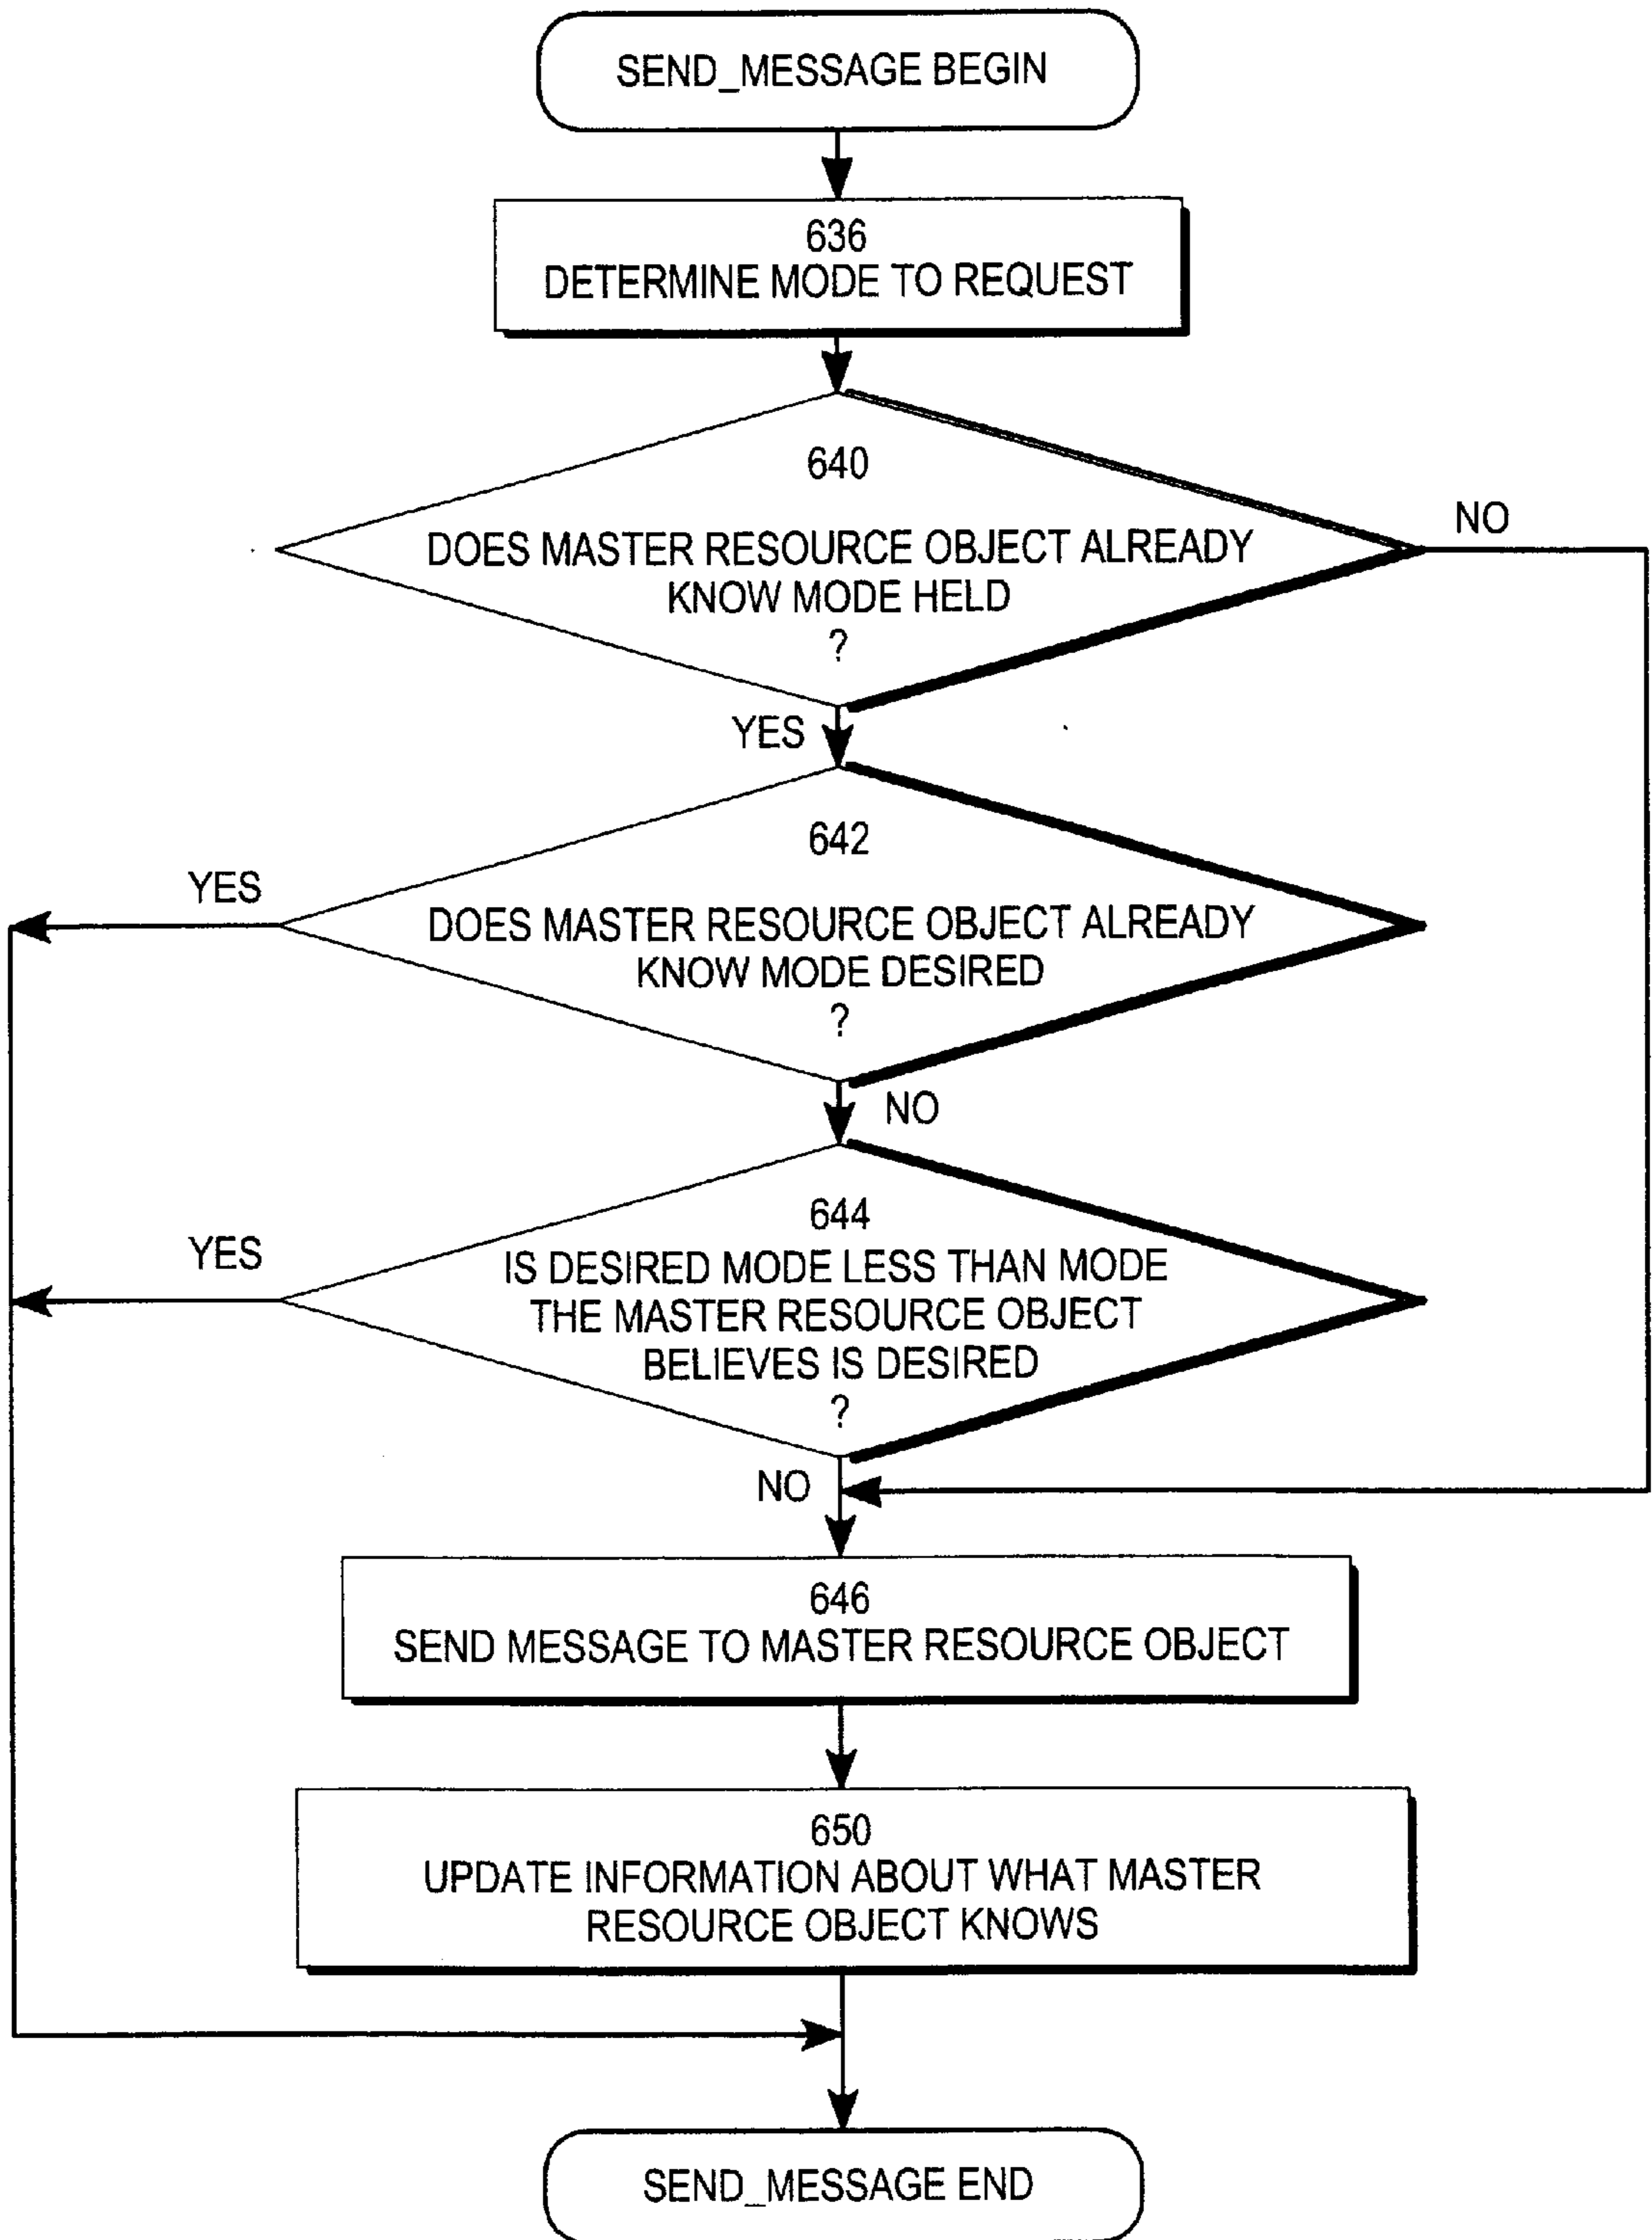 SEND_MESSAGE BEGIN
636
DETERMINE MODE TO REQUEST
640
DOES MASTER RESOURCE OBJECT ALREADY
KNOW MODE HELD
?
NO
YES
642
DOES MASTER RESOURCE OBJECT ALREADY
KNOW MODE DESIRED
?
YES
NO
644
IS DESIRED MODE LESS THAN MODE
THE MASTER RESOURCE OBJECT
BELIEVES IS DESIRED
?
YES
NO
646
SEND MESSAGE TO MASTER RESOURCE OBJECT
650
UPDATE INFORMATION ABOUT WHAT MASTER
RESOURCE OBJECT KNOWS
SEND_MESSAGE END